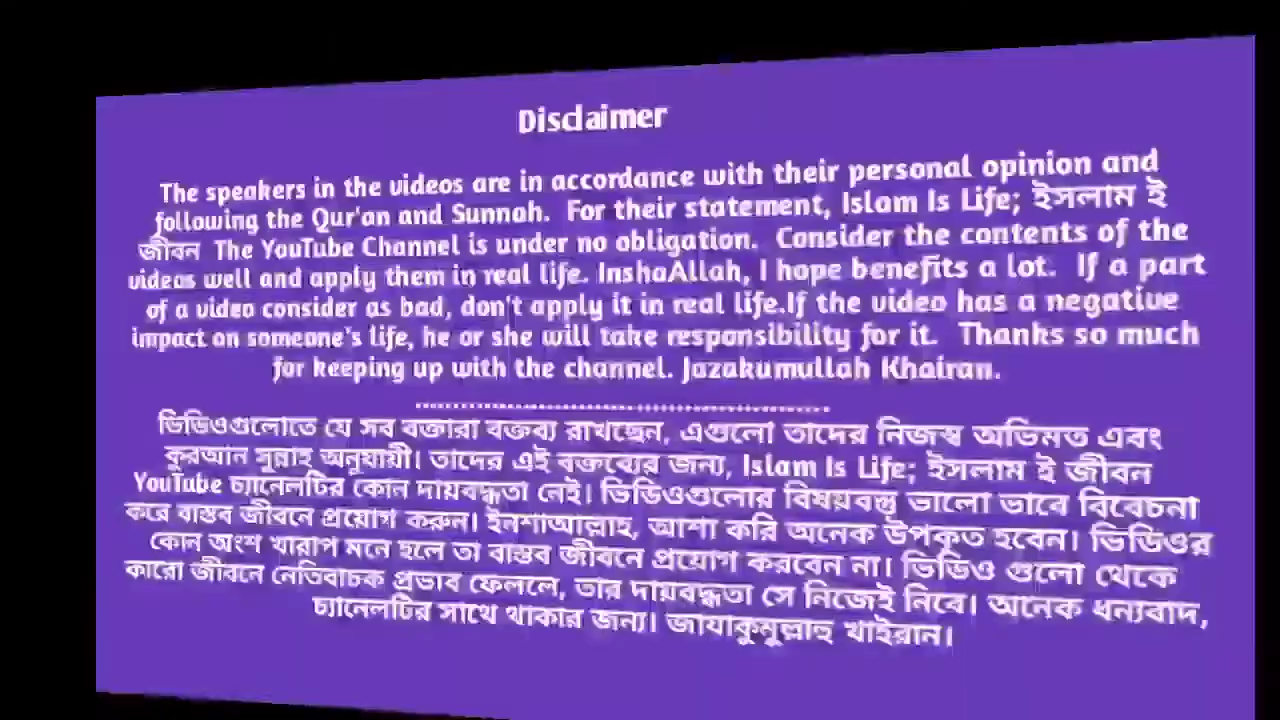 Disclaimer
The speakers in the videos are in accordance with their personal opinion and
following the Qur'an and Sunnah. For their statement, Islam Is Life; ইসলাম ই
জীবন The YouTube Channel is under no obligation. Consider the contents of the
videos well and apply them in real life. InshaAllah, I hope benefits a lot. If a part
of a video consider as bad, don't apply it in real life.If the video has a negative
impact on someone's life, he or she will take responsibility for it. Thanks so much
for keeping up with the channel. Jazakumullah Khairan.
ভিডিওগুলোতে যে সব বক্তারা বক্তব্য রাখছেন, এগুলো তাদের নিজস্ব অভিমত এবং
কুরআন সুন্নাহ অনুযায়ী। তাদের এই বক্তব্যের জন্য, Islam Is Life; ইসলাম ই জীবন
YouTube চ্যানেলটির কোন দায়বদ্ধতা নেই। ভিডিওগুলোর বিষয়বস্তু ভালো ভাবে বিবেচনা
করে বাস্তব জীবনে প্রয়োগ করুন। ইনশাআল্লাহ, আশা করি অনেক উপকৃত হবেন। ভিডিওর
কোন অংশ খারাপ মনে হলে তা বাস্তব জীবনে প্রয়োগ করবেন না। ভিডিও গুলো থেকে
কারো জীবনে নেতিবাচক প্রভাব ফেললে, তার দায়বদ্ধতা সে নিজেই নিবে। অনেক ধন্যবাদ,
চ্যানেলটির সাথে থাকার জন্য। জাযাকুমুল্লাহু খাইরান।